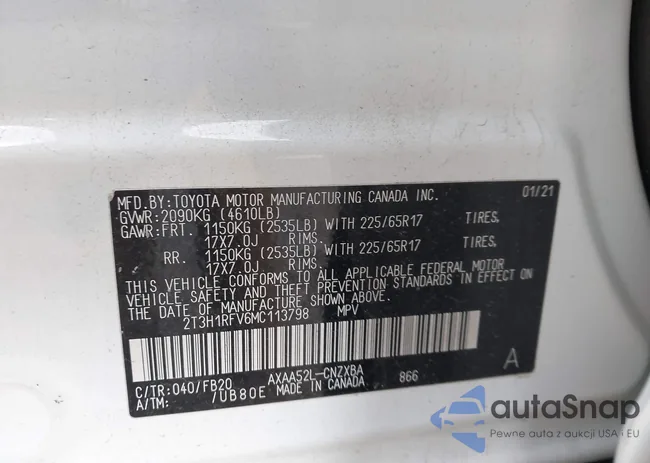 MFD.BY:TOYOTA MOTOR MANUFACTURING CANADA INC. 01/21
GVWR:2090KG (4610LB)
GAWR:FRT. 1150KG (2535LB) WITH 225/65R17 TIRES.
17X7.0J RIMS.
RR. 1150KG (2535LB) WITH 225/65R17 TIRES.
17X7.0J RIMS.
THIS VEHICLE CONFORMS TO ALL APPLICABLE FEDERAL MOTOR
VEHICLE SAFETY AND THEFT PREVENTION STANDARDS IN EFFECT ON
THE DATE OF MANUFACTURE SHOWN ABOVE.
2T3H1RFV6MC113798 MPV
C/TR:040/FB20 AXAA52L-CNZXBA 866 A
A/TM: /UB80E MADE IN CANADA
autaSnap
Pewne auta z aukcji USA i EU